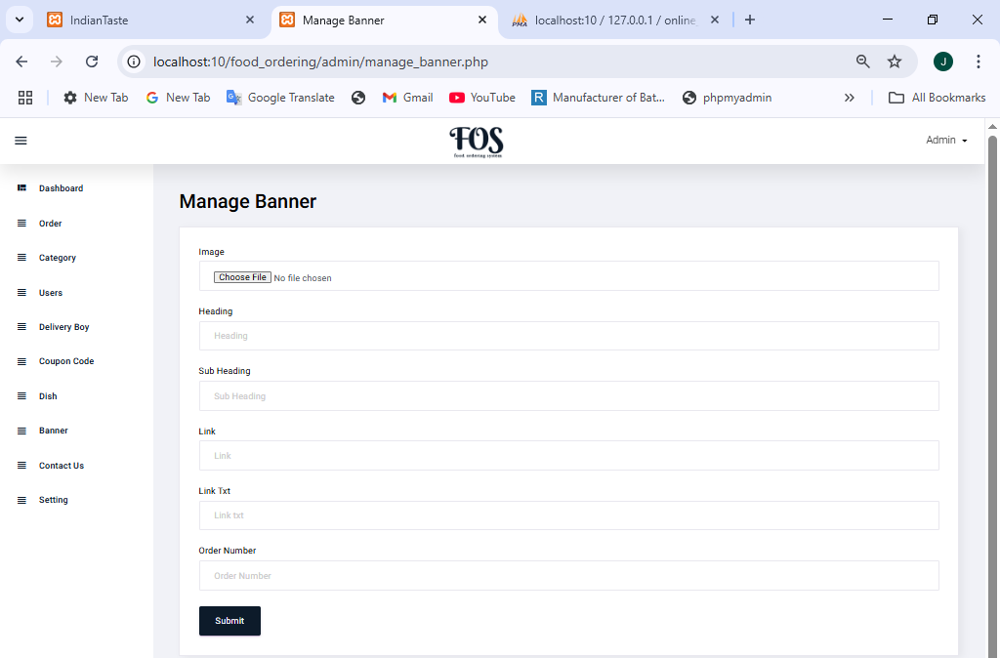 IndianTaste
Manage Banner
localhost:10 / 127.0.0.1 / online_
localhost:10/food_ordering/admin/manage_banner.php
J
New Tab
New Tab
Google Translate
Gmail
YouTube
R Manufacturer of Bat...
phpmyadmin
All Bookmarks
FOS
food ordering system
Admin
Dashboard
Order
Category
Users
Delivery Boy
Coupon Code
Dish
Banner
Contact Us
Setting
Manage Banner
Image
Choose File No file chosen
Heading
Heading
Sub Heading
Sub Heading
Link
Link
Link Txt
Link txt
Order Number
Order Number
Submit